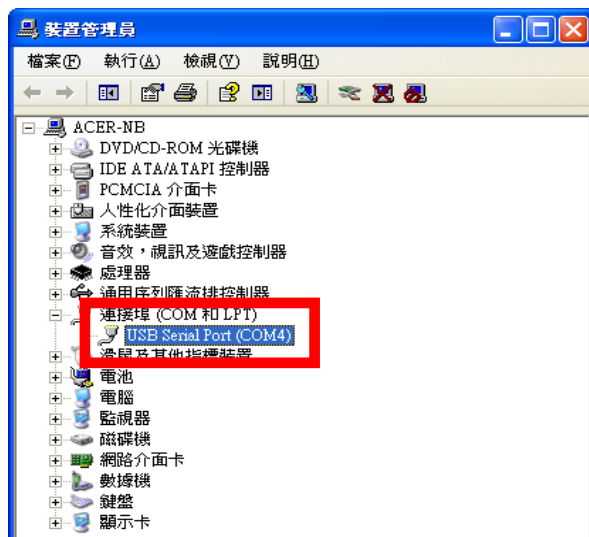 裝置管理員
檔案(F) 執行(A) 檢視(V) 說明(H)
ACER-NB
DVD/CD-ROM 光碟機
IDE ATA/ATAPI 控制器
PCMCIA 介面卡
人性化介面裝置
系統裝置
音效，視訊及遊戲控制器
處理器
通用序列匯流排控制器
連接埠 (COM 和 LPT)
USB Serial Port (COM4)
滑鼠及其他指標裝置
電池
電腦
監視器
磁碟機
網路介面卡
數據機
鍵盤
顯示卡